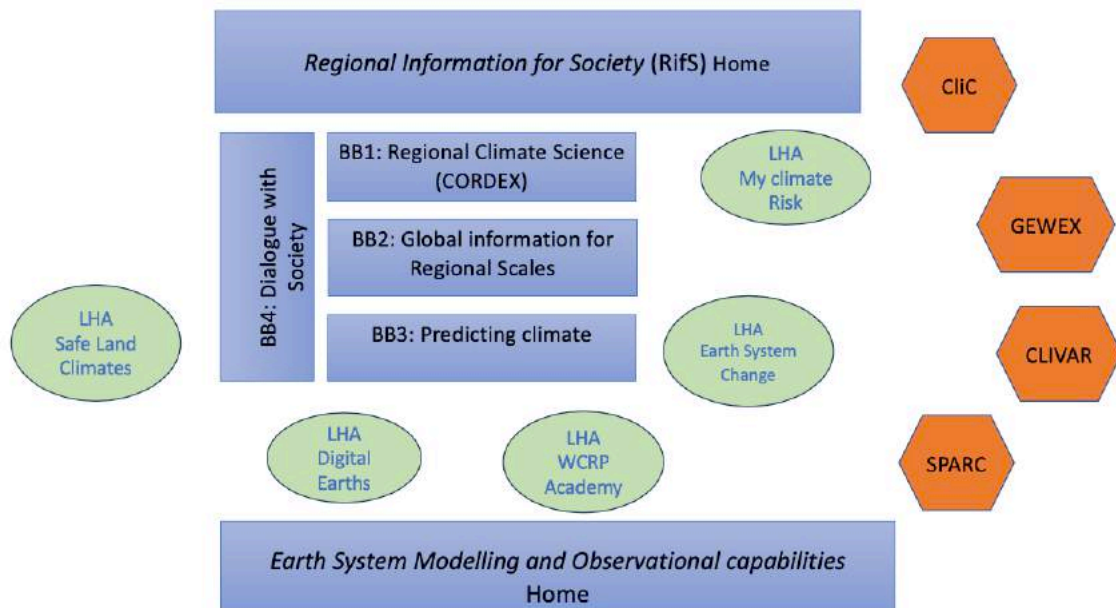 Regional Information for Society (RifS) Home
CliC
BB4: Dialogue with
Society
BB1: Regional Climate Science
(CORDEX)
LHA
My climate
Risk
BB2: Global information for
Regional Scales
GEWEX
LHA
Safe Land
Climates
BB3: Predicting climate
LHA
Earth System
Change
CLIVAR
LHA
Digital
Earths
LHA
WCRP
Academy
SPARC
Earth System Modelling and Observational capabilities
Home